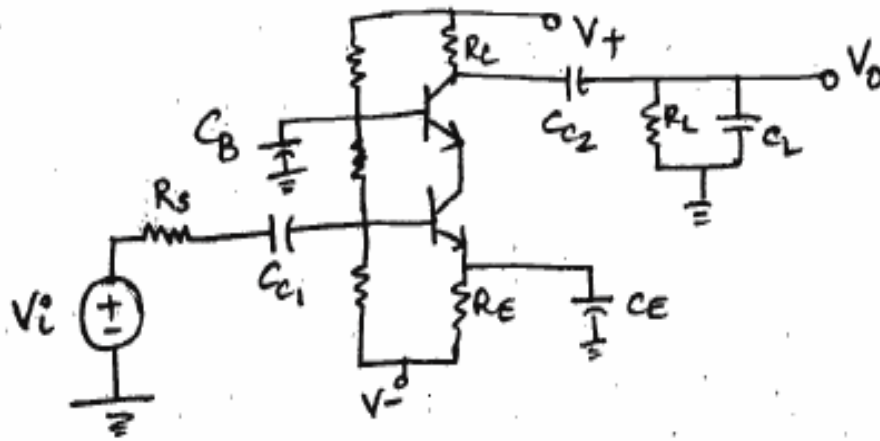 V+
Rc
Vo
CB
Cc2
RL
CL
Rs
Cc1
Vi
+
-
RE
CE
V-